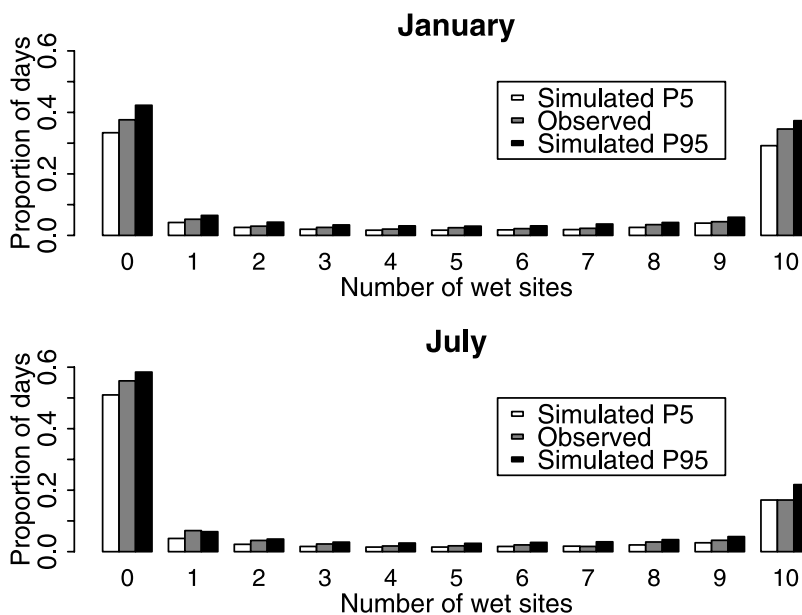 January
Proportion of days
0.0 0.2 0.4 0.6
Simulated P5
Observed
Simulated P95
0 1 2 3 4 5 6 7 8 9 10
Number of wet sites
July
Proportion of days
0.0 0.2 0.4 0.6
Simulated P5
Observed
Simulated P95
0 1 2 3 4 5 6 7 8 9 10
Number of wet sites